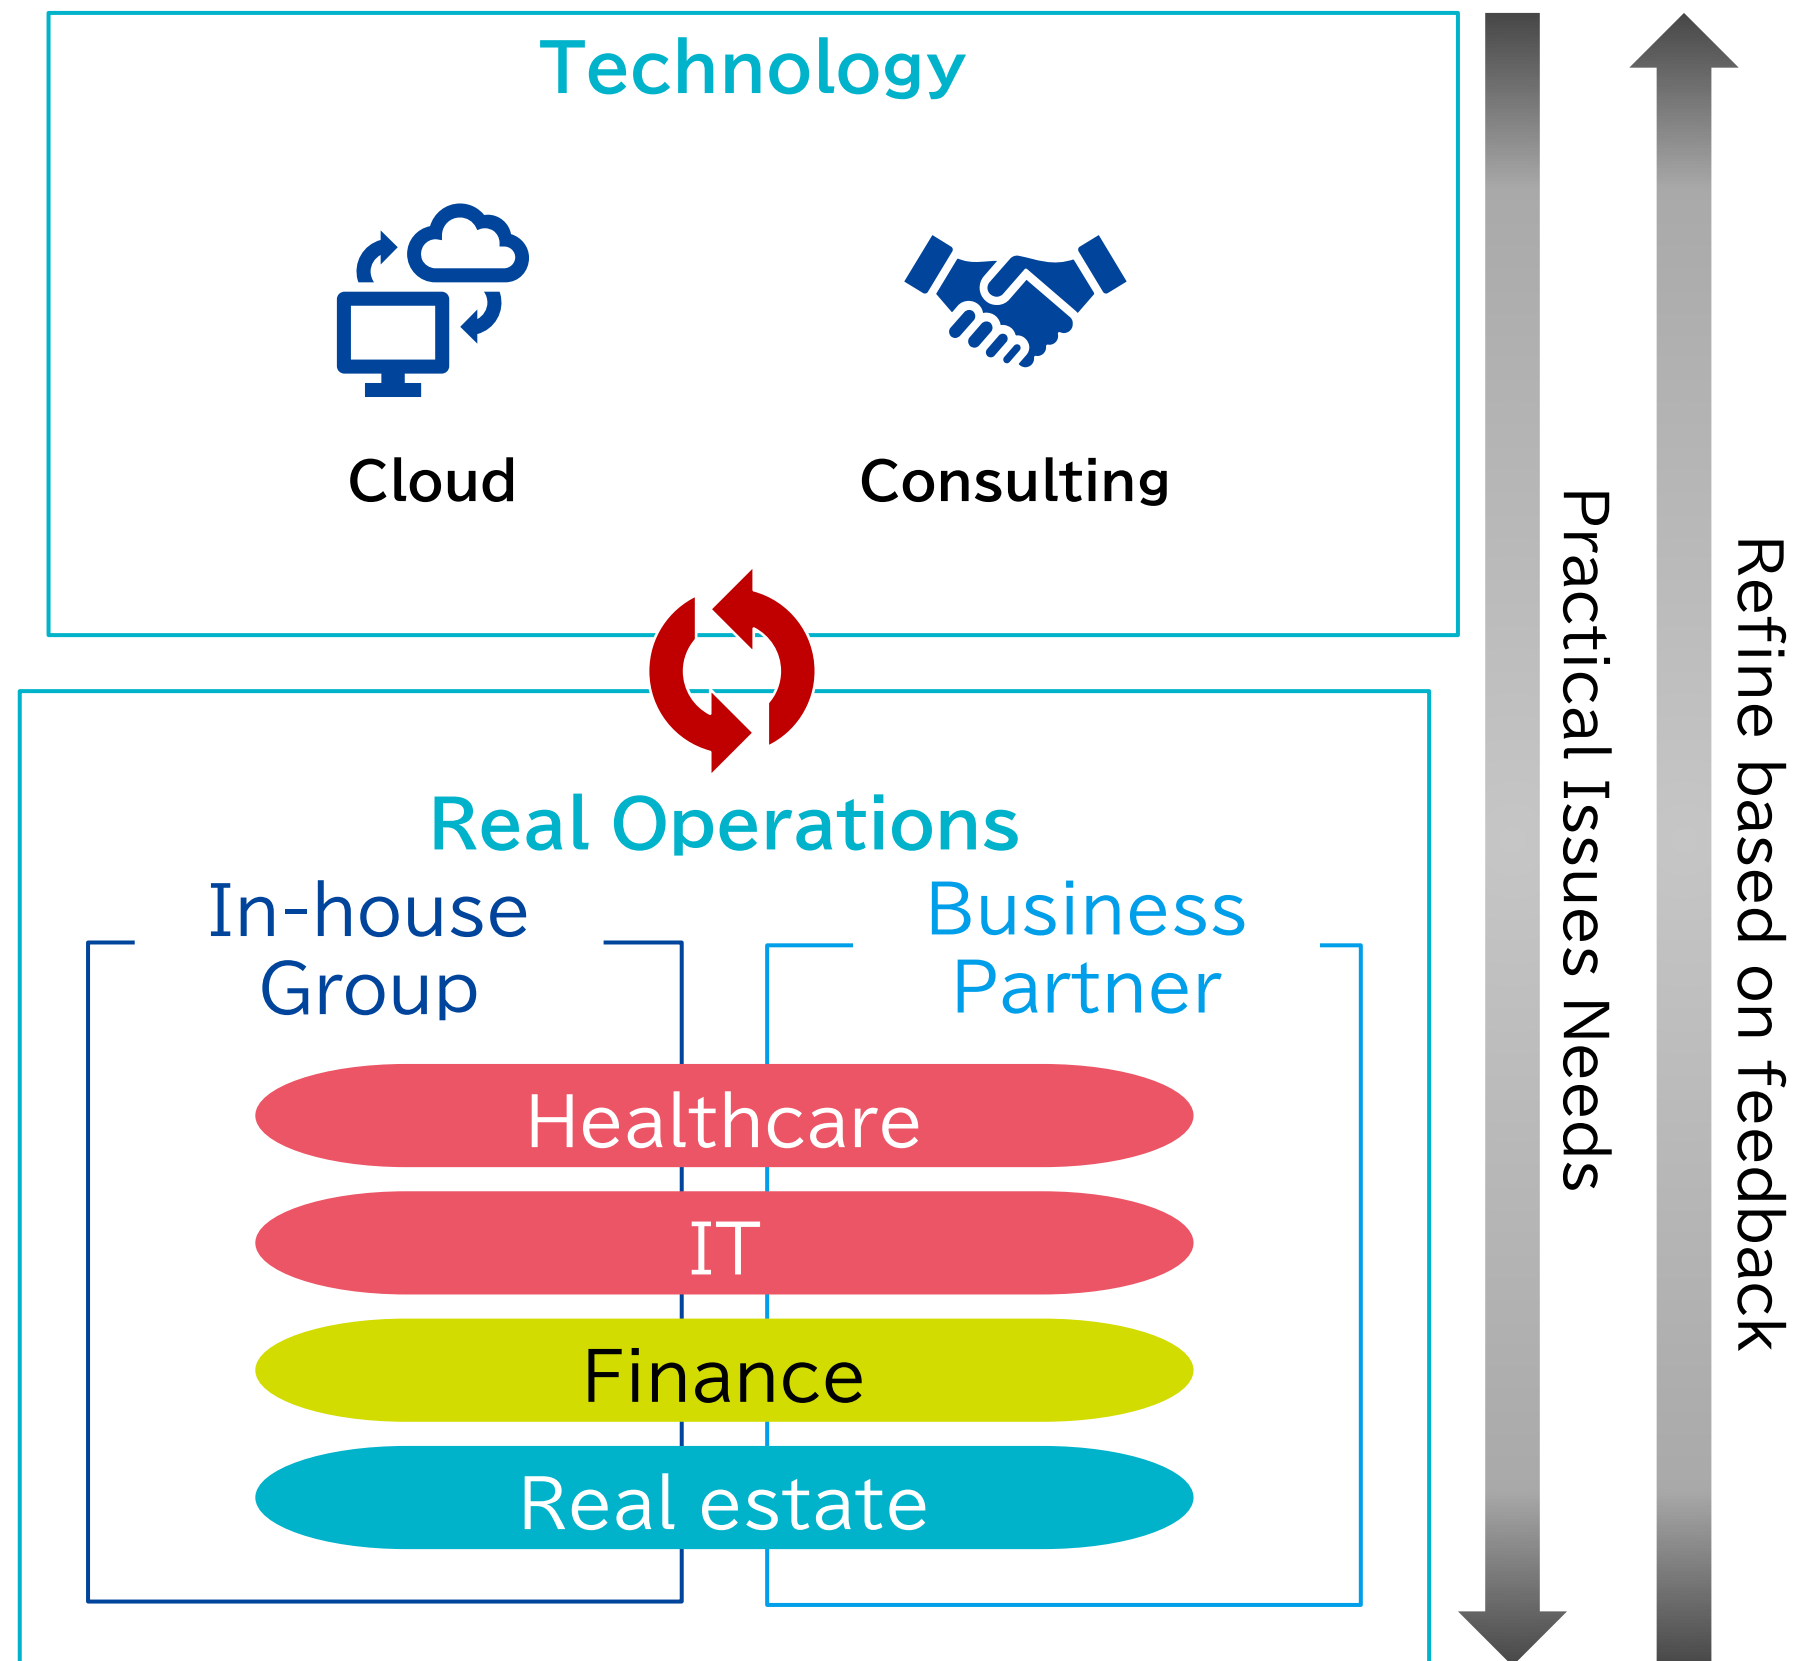 Technology
Cloud
Consulting
Real Operations
In-house
Group
Business
Partner
Healthcare
IT
Finance
Real estate
Practical Issues Needs
Refine based on feedback